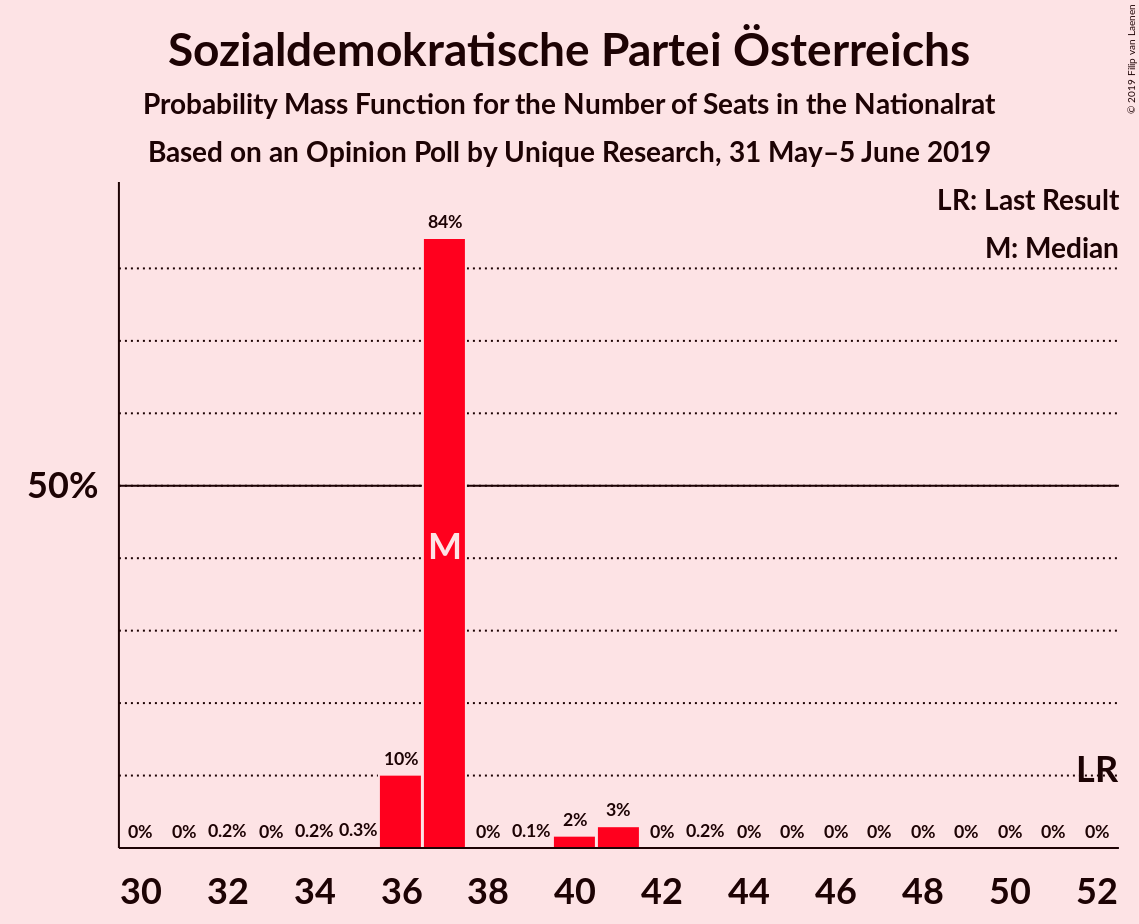 Sozialdemokratische Partei Österreichs
Probability Mass Function for the Number of Seats in the Nationalrat
Based on an Opinion Poll by Unique Research, 31 May–5 June 2019
© 2019 Filip van Laenen
LR: Last Result
M: Median
84%
50%
M
10%
LR
0% 0% 0.2% 0% 0.2% 0.3% 0% 0.1% 2% 3% 0% 0.2% 0% 0% 0% 0% 0% 0% 0% 0% 0%
30 32 34 36 38 40 42 44 46 48 50 52